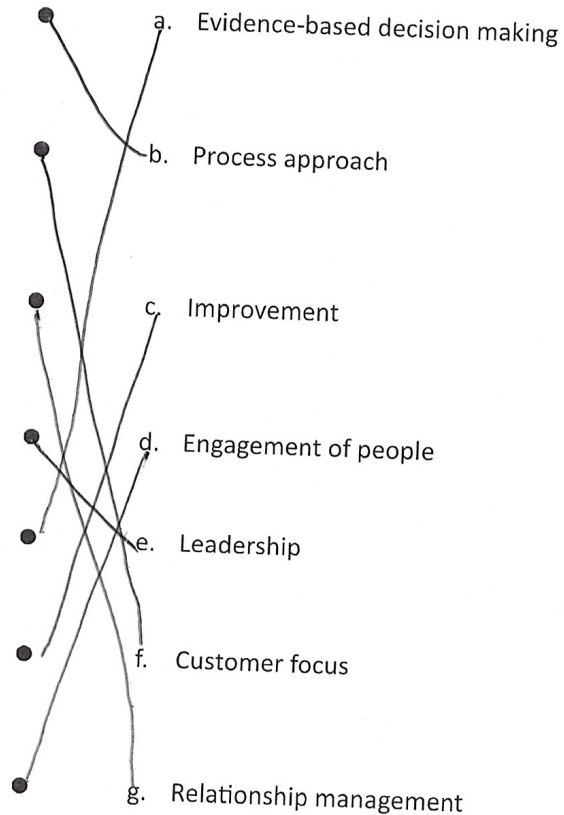 a. Evidence-based decision making
b. Process approach
c. Improvement
d. Engagement of people
e. Leadership
f. Customer focus
g. Relationship management